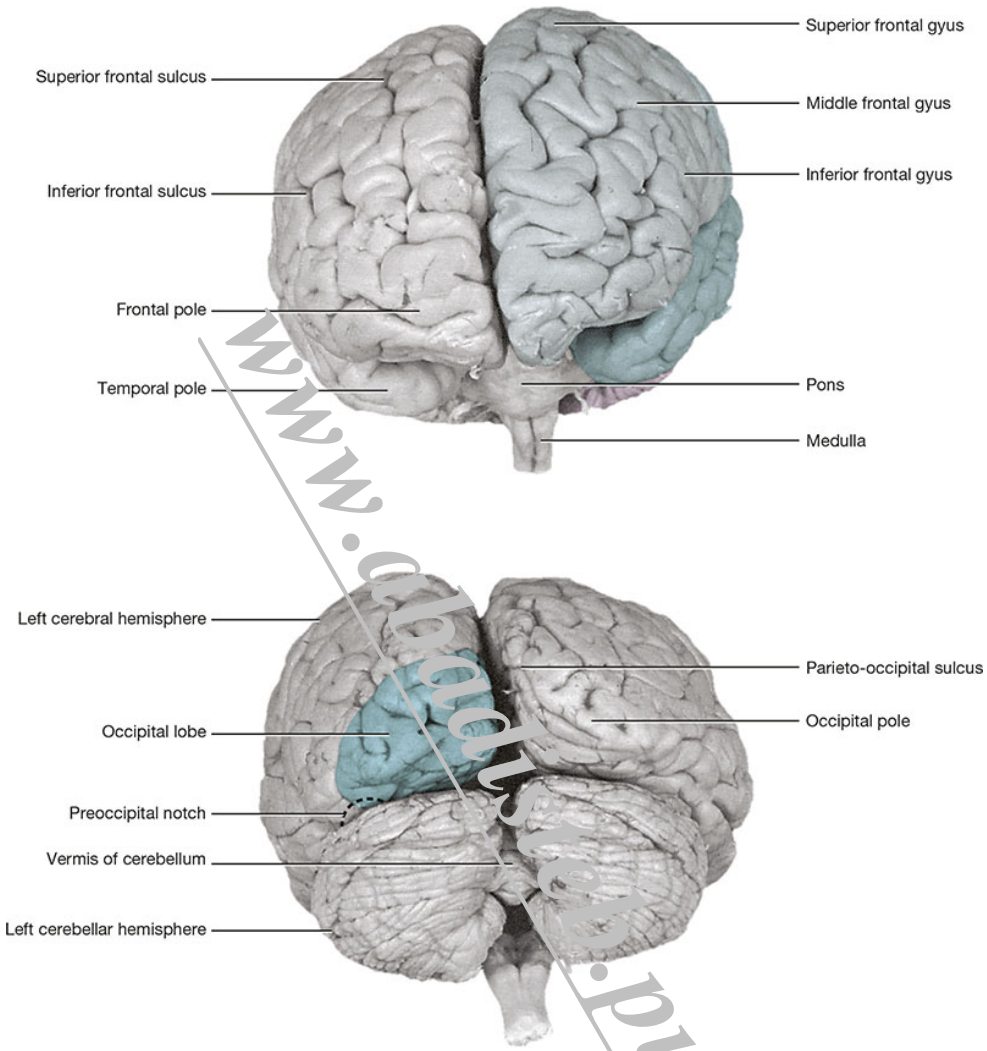 Superior frontal gyus
Superior frontal sulcus
Middle frontal gyus
Inferior frontal gyus
Inferior frontal sulcus
Frontal pole
Temporal pole
Pons
Medulla
Left cerebral hemisphere
Parieto-occipital sulcus
Occipital pole
Occipital lobe
Preoccipital notch
Vermis of cerebellum
Left cerebellar hemisphere